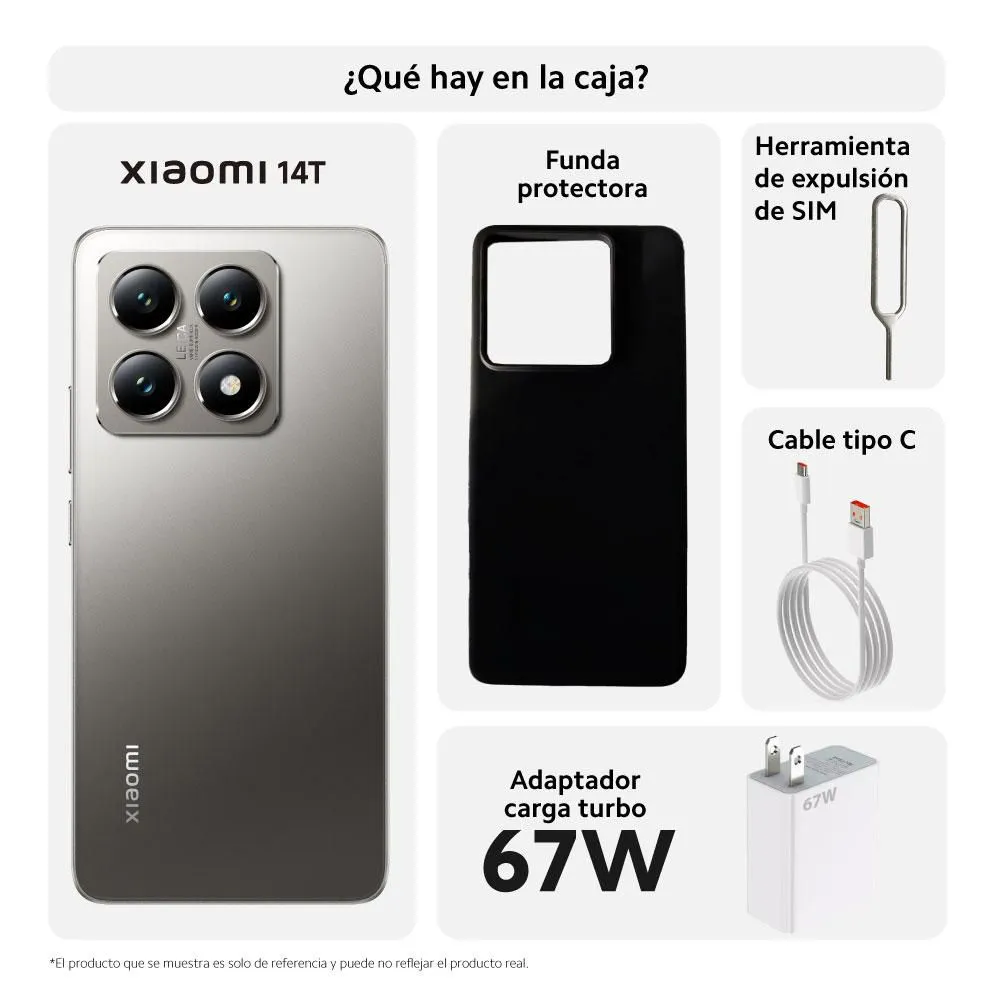 ¿Qué hay en la caja?
xiaomi 14T
LEICA
xiaomi
Funda
protectora
Herramienta
de expulsión
de SIM
Cable tipo C
Adaptador
carga turbo
67W
67W
*El producto que se muestra es solo de referencia y puede no reflejar el producto real.